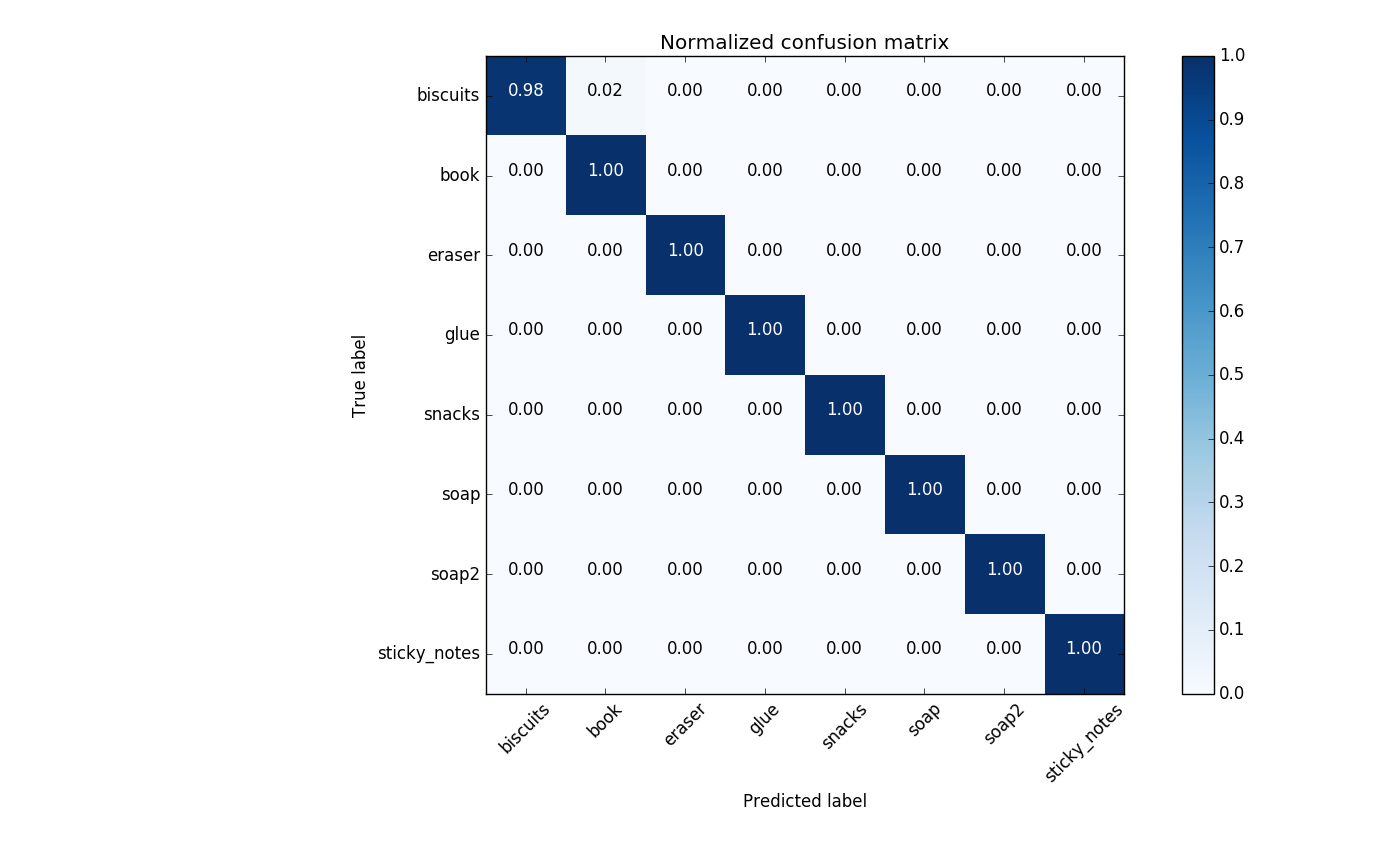 Normalized confusion matrix
biscuits 0.98 0.02 0.00 0.00 0.00 0.00 0.00 0.00
book 0.00 1.00 0.00 0.00 0.00 0.00 0.00 0.00
eraser 0.00 0.00 1.00 0.00 0.00 0.00 0.00 0.00
glue 0.00 0.00 0.00 1.00 0.00 0.00 0.00 0.00
snacks 0.00 0.00 0.00 0.00 1.00 0.00 0.00 0.00
soap 0.00 0.00 0.00 0.00 0.00 1.00 0.00 0.00
soap2 0.00 0.00 0.00 0.00 0.00 0.00 1.00 0.00
sticky_notes 0.00 0.00 0.00 0.00 0.00 0.00 0.00 1.00
True label
biscuits book eraser glue snacks soap soap2 sticky_notes
Predicted label
1.0
0.9
0.8
0.7
0.6
0.5
0.4
0.3
0.2
0.1
0.0